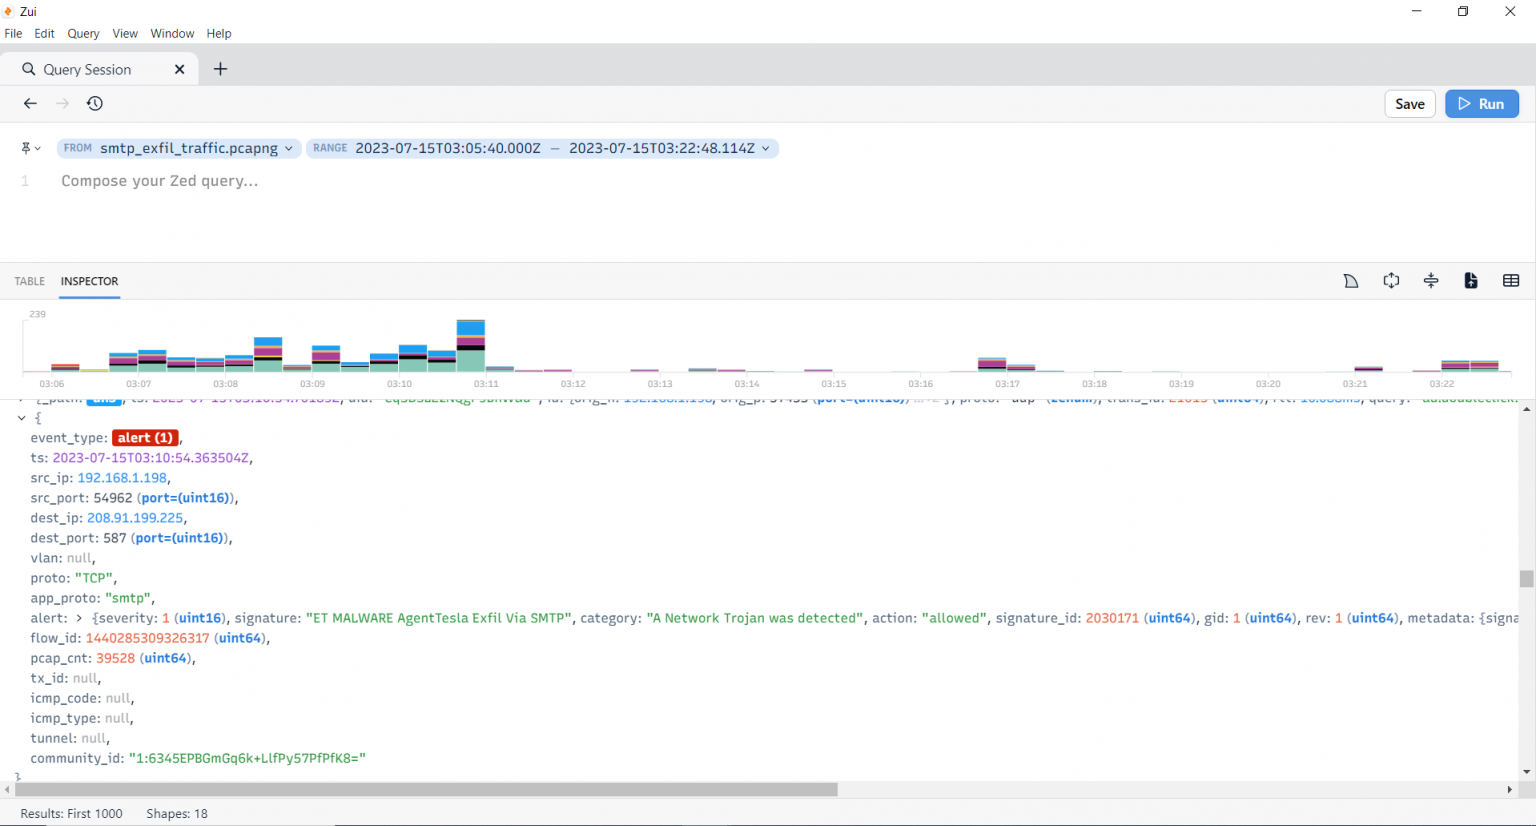 Zui
File Edit Query View Window Help
Query Session
Save Run
FROM smtp_exfil_traffic.pcapng RANGE 2023-07-15T03:05:40.000Z — 2023-07-15T03:22:48.114Z
1 Compose your Zed query...
TABLE INSPECTOR
239
03:06 03:07 03:08 03:09 03:10 03:11 03:12 03:13 03:14 03:15 03:16 03:17 03:18 03:19 03:20 03:21 03:22
{
event_type: alert (1),
ts: 2023-07-15T03:10:54.363504Z,
src_ip: 192.168.1.198,
src_port: 54962 (port=(uint16)),
dest_ip: 208.91.199.225,
dest_port: 587 (port=(uint16)),
vlan: null,
proto: "TCP",
app_proto: "smtp",
alert: > {severity: 1 (uint16), signature: "ET MALWARE AgentTesla Exfil Via SMTP", category: "A Network Trojan was detected", action: "allowed", signature_id: 2030171 (uint64), gid: 1 (uint64), rev: 1 (uint64), metadata: {signa
flow_id: 1440285309326317 (uint64),
pcap_cnt: 39528 (uint64),
tx_id: null,
icmp_code: null,
icmp_type: null,
tunnel: null,
community_id: "1:6345EPBGmGq6k+LlfPy57PfPfK8="
}
Results: First 1000 Shapes: 18